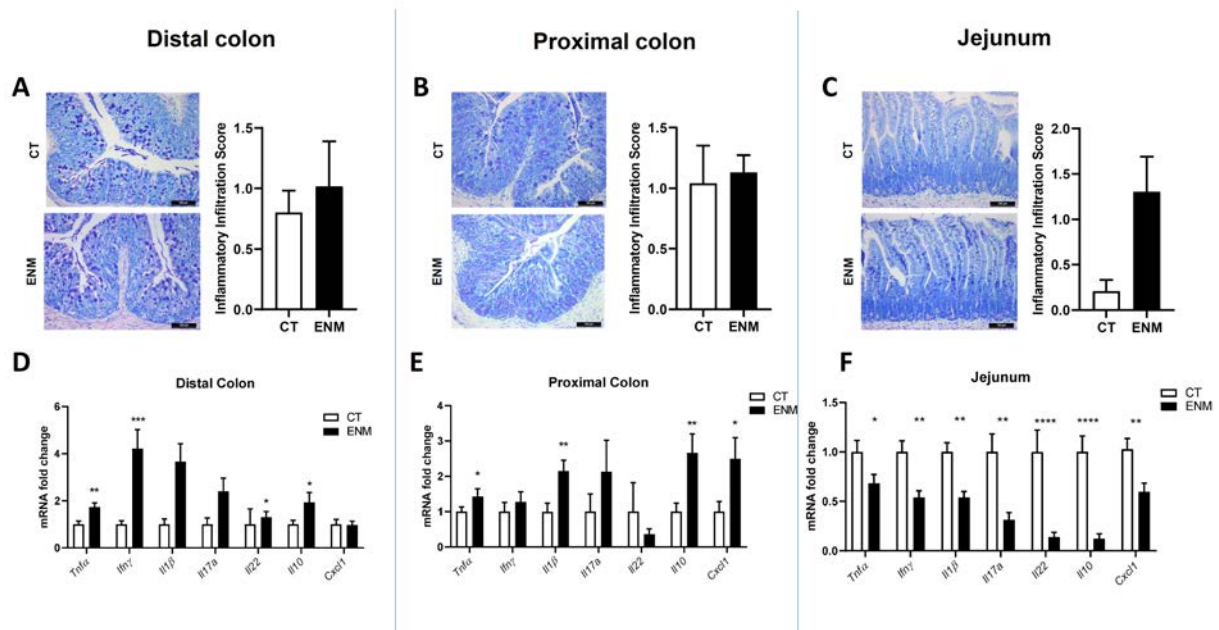 Distal colon
Proximal colon
Jejunum
A
CT
ENM
Inflammatory Infiltration Score
1.5
1.0
0.5
0.0
CT ENM
B
CT
ENM
Inflammatory Infiltration Score
1.5
1.0
0.5
0.0
CT ENM
C
CT
ENM
Inflammatory Infiltration Score
2.0
1.5
1.0
0.5
0.0
CT ENM
D
Distal Colon
mRNA fold change
6
4
2
0
CT
ENM
** *** * *
Tnfα Ifnγ Il1β Il17a Il22 Il10 Cxcl1
E
Proximal Colon
mRNA fold change
4
3
2
1
0
CT
ENM
* ** ** *
Tnfα Ifnγ Il1β Il17a Il22 Il10 Cxcl1
F
Jejunum
mRNA fold change
1.5
1.0
0.5
0.0
CT
ENM
* ** ** ** **** **** **
Tnfα Ifnγ Il1β Il17a Il22 Il10 Cxcl1